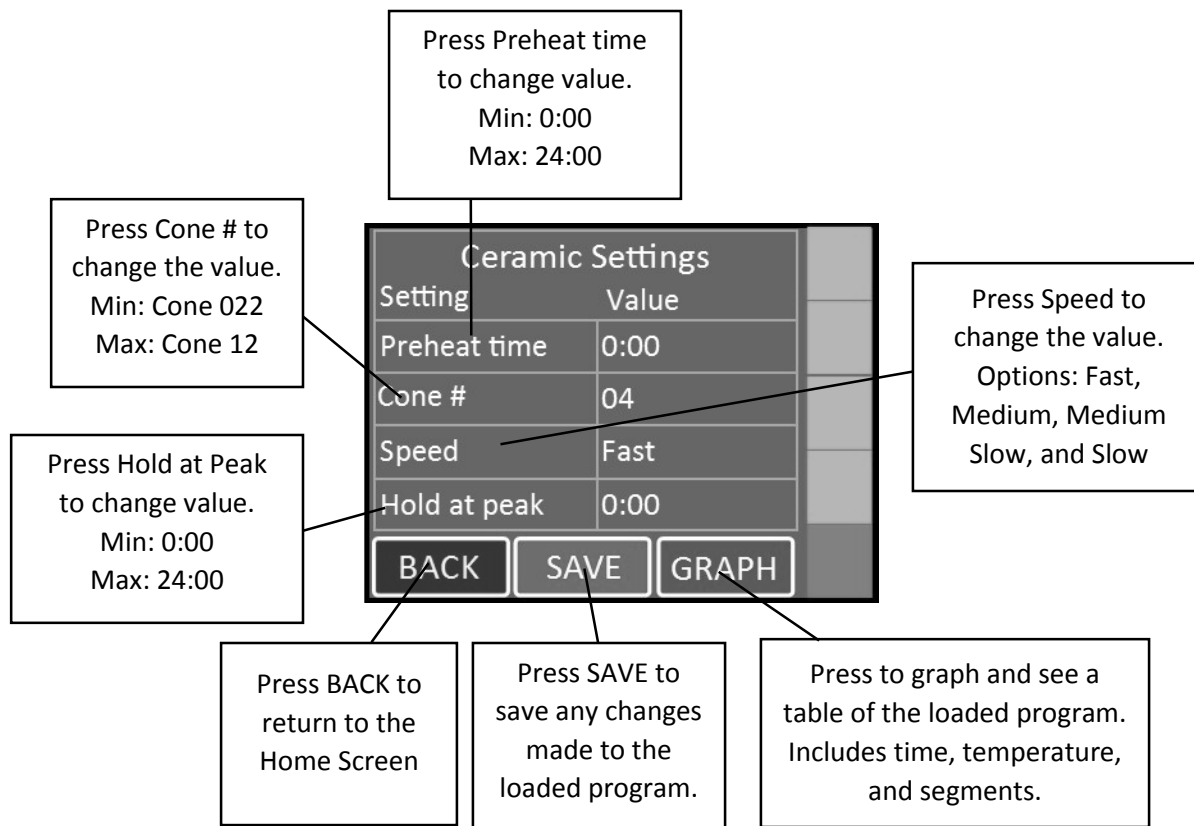 Press Preheat time
to change value.
Min: 0:00
Max: 24:00
Press Cone # to
change the value.
Min: Cone 022
Max: Cone 12
Press Hold at Peak
to change value.
Min: 0:00
Max: 24:00
Ceramic Settings
Setting Value
Preheat time 0:00
Cone # 04
Speed Fast
Hold at peak 0:00
BACK SAVE GRAPH
Press Speed to
change the value.
Options: Fast,
Medium, Medium
Slow, and Slow
Press BACK to
return to the
Home Screen
Press SAVE to
save any changes
made to the
loaded program.
Press to graph and see a
table of the loaded program.
Includes time, temperature,
and segments.